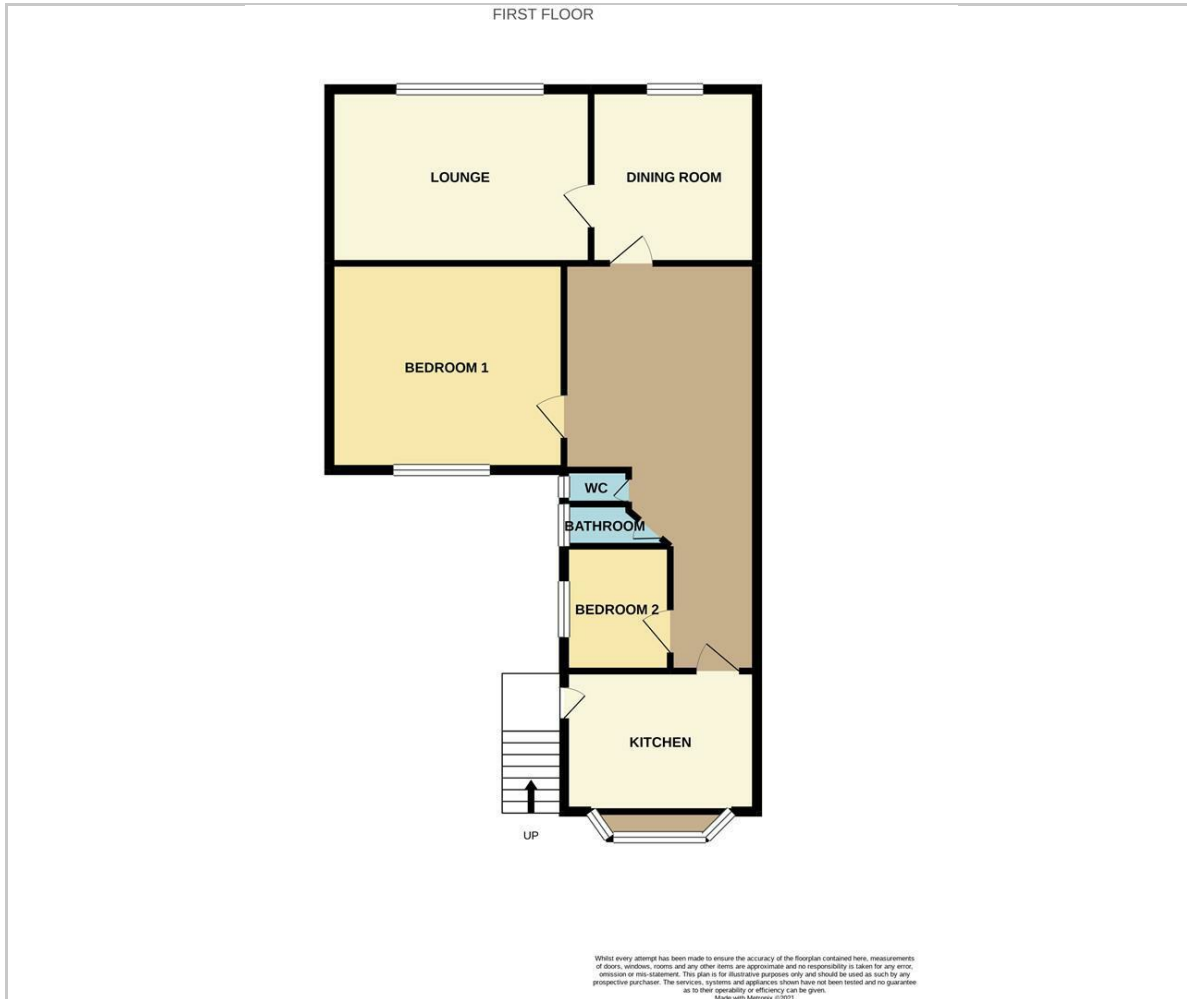 FIRST FLOOR
LOUNGE
DINING ROOM
BEDROOM 1
WC
BATHROOM
BEDROOM 2
KITCHEN
UP
Whilst every attempt has been made to ensure the accuracy of the floorplan contained here, measurements
of doors, windows, rooms and any other items are approximate and no responsibility is taken for any error,
omission or mis-statement. This plan is for illustrative purposes only and should be used as such by any
prospective purchaser. The services, systems and appliances shown have not been tested and no guarantee
as to their operability or efficiency can be given.
Made with Metropix ©2021